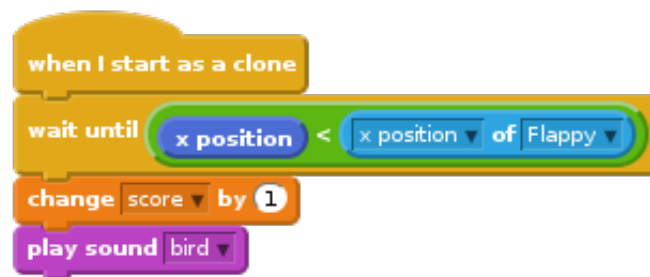 when I start as a clone
wait until x position < x position of Flappy
change score by 1
play sound bird